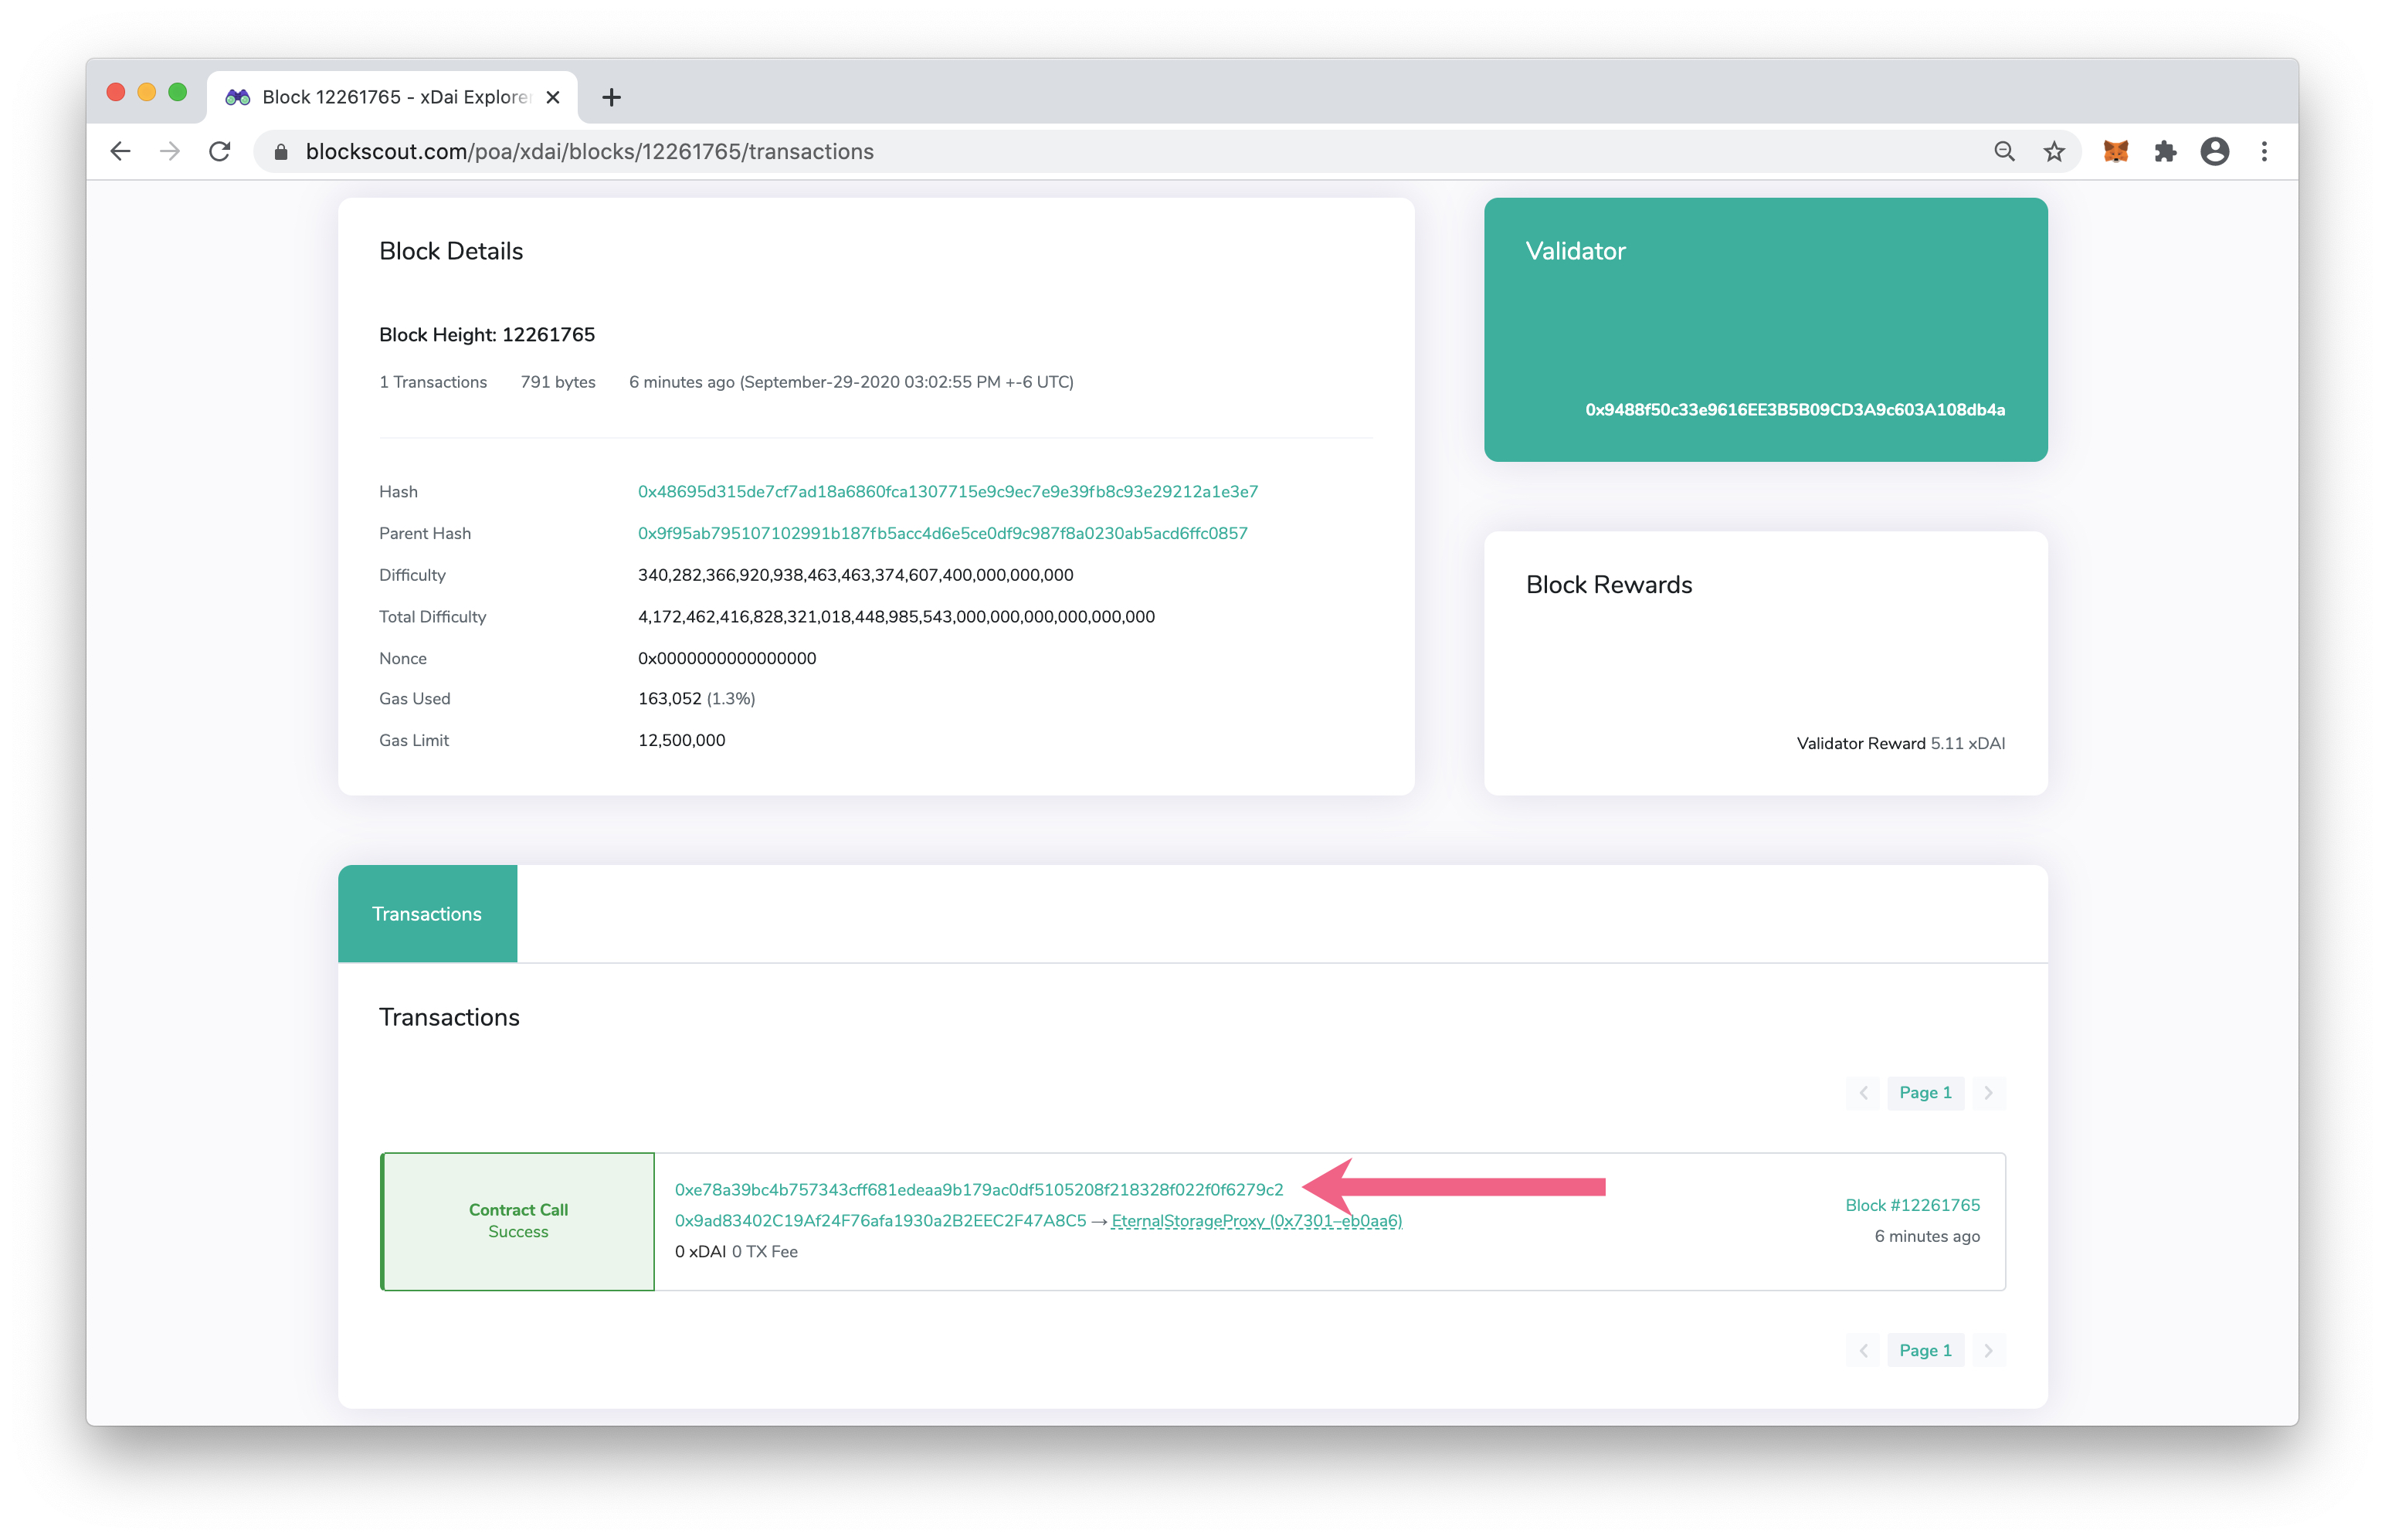 Block 12261765 - xDai Explorer
blockscout.com/poa/xdai/blocks/12261765/transactions
Block Details
Block Height: 12261765
1 Transactions 791 bytes 6 minutes ago (September-29-2020 03:02:55 PM +-6 UTC)
Hash 0x48695d315de7cf7ad18a6860fca1307715e9c9ec7e9e39fb8c93e29212a1e3e7
Parent Hash 0x9f95ab795107102991b187fb5acc4d6e5ce0df9c987f8a0230ab5acd6ffc0857
Difficulty 340,282,366,920,938,463,463,374,607,400,000,000,000
Total Difficulty 4,172,462,416,828,321,018,448,985,543,000,000,000,000,000,000
Nonce 0x0000000000000000
Gas Used 163,052 (1.3%)
Gas Limit 12,500,000
Validator
0x9488f50c33e9616EE3B5B09CD3A9c603A108db4a
Block Rewards
Validator Reward 5.11 xDAI
Transactions
Transactions
Page 1
Contract Call
Success
0xe78a39bc4b757343cff681edeaa9b179ac0df5105208f218328f022f0f6279c2
0x9ad83402C19Af24F76afa1930a2B2EEC2F47A8C5 → EternalStorageProxy (0x7301–eb0aa6)
0 xDAI 0 TX Fee
Block #12261765
6 minutes ago
Page 1